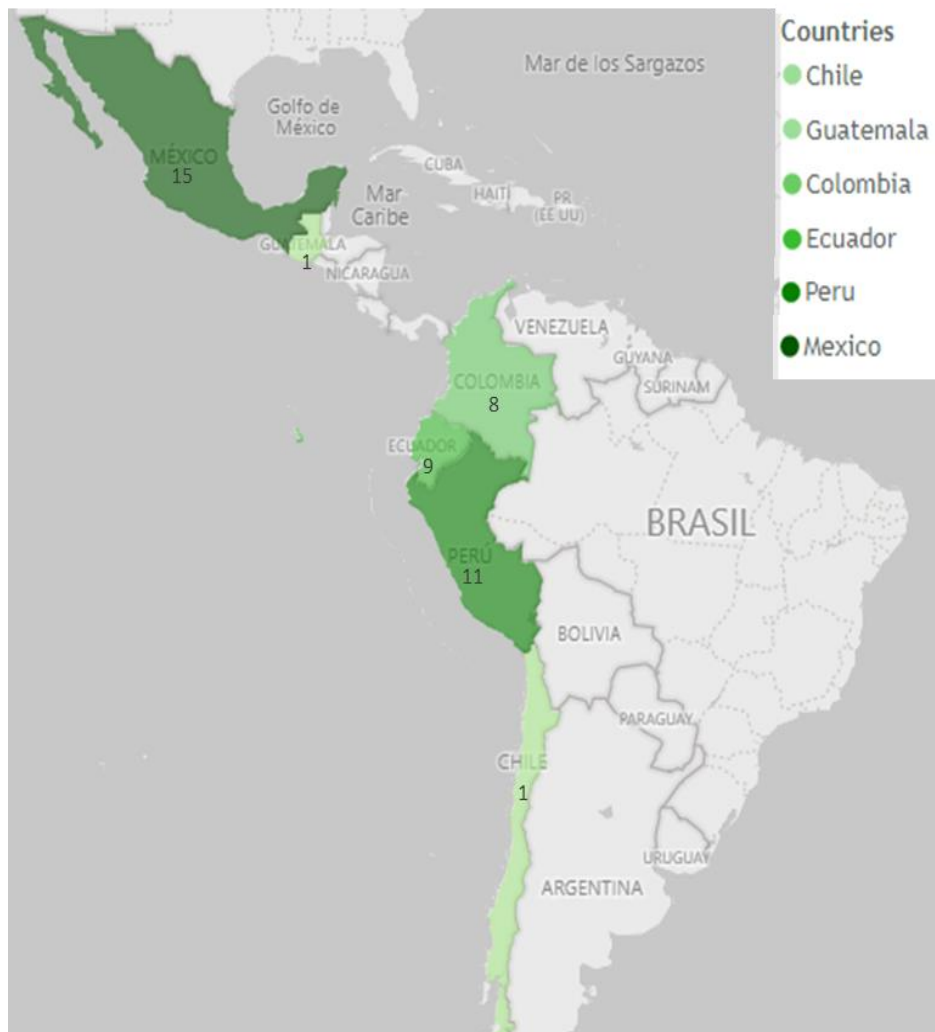 Countries
Chile
Guatemala
Colombia
Ecuador
Peru
Mexico
Mar de los Sargazos
Golfo de
México
MÉXICO
15
CUBA
HAITÍ
PR
(EE UU)
Mar
Caribe
GUATEMALA
1
NICARAGUA
VENEZUELA
GUYANA
SURINAM
COLOMBIA
8
ECUADOR
9
BRASIL
PERÚ
11
BOLIVIA
PARAGUAY
CHILE
1
URUGUAY
ARGENTINA